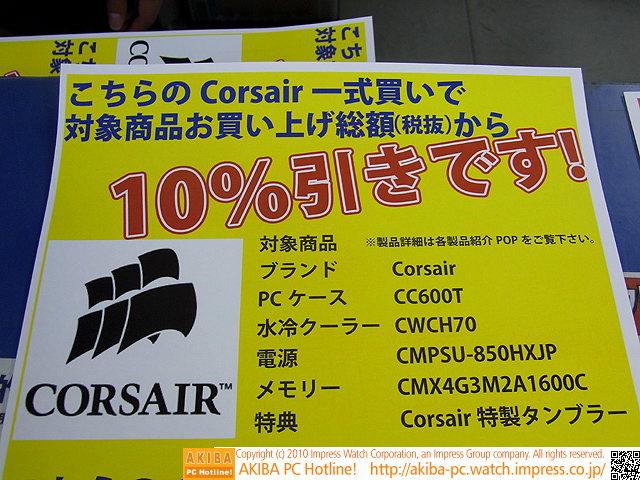 こちらの Corsair 一式買いで
対象商品お買い上げ総額(税抜)から
10%引きです!
対象商品 ※製品詳細は各製品紹介 POP をご覧下さい。
ブランド Corsair
PC ケース CC600T
水冷クーラー CWCH70
電源 CMPSU-850HXJP
メモリー CMX4G3M2A1600C
特典 Corsair 特製タンブラー
CORSAIR™
AKIBA PC Hotline!
Copyright (c) 2010 Impress Watch Corporation, an Impress Group company. All rights reserved.
AKIBA PC Hotline! http://akiba-pc.watch.impress.co.jp/